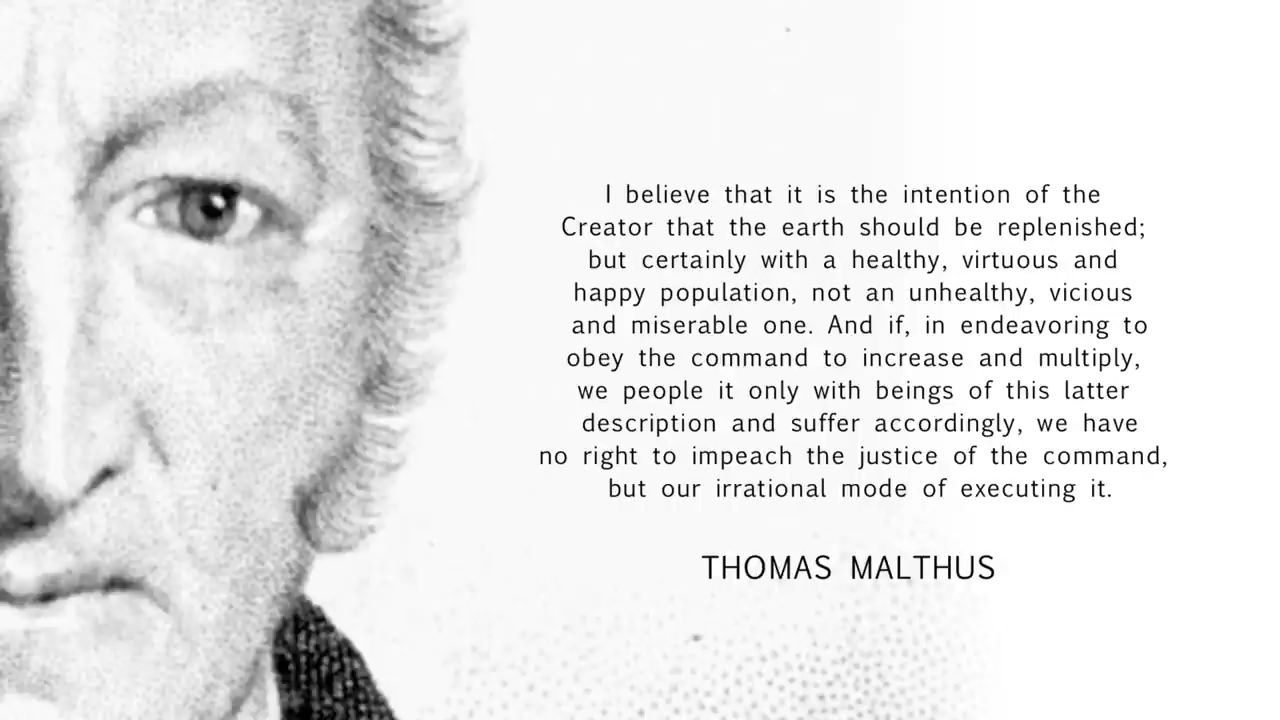 I believe that it is the intention of the
Creator that the earth should be replenished;
but certainly with a healthy, virtuous and
happy population, not an unhealthy, vicious
and miserable one. And if, in endeavoring to
obey the command to increase and multiply,
we people it only with beings of this latter
description and suffer accordingly, we have
no right to impeach the justice of the command,
but our irrational mode of executing it.
THOMAS MALTHUS